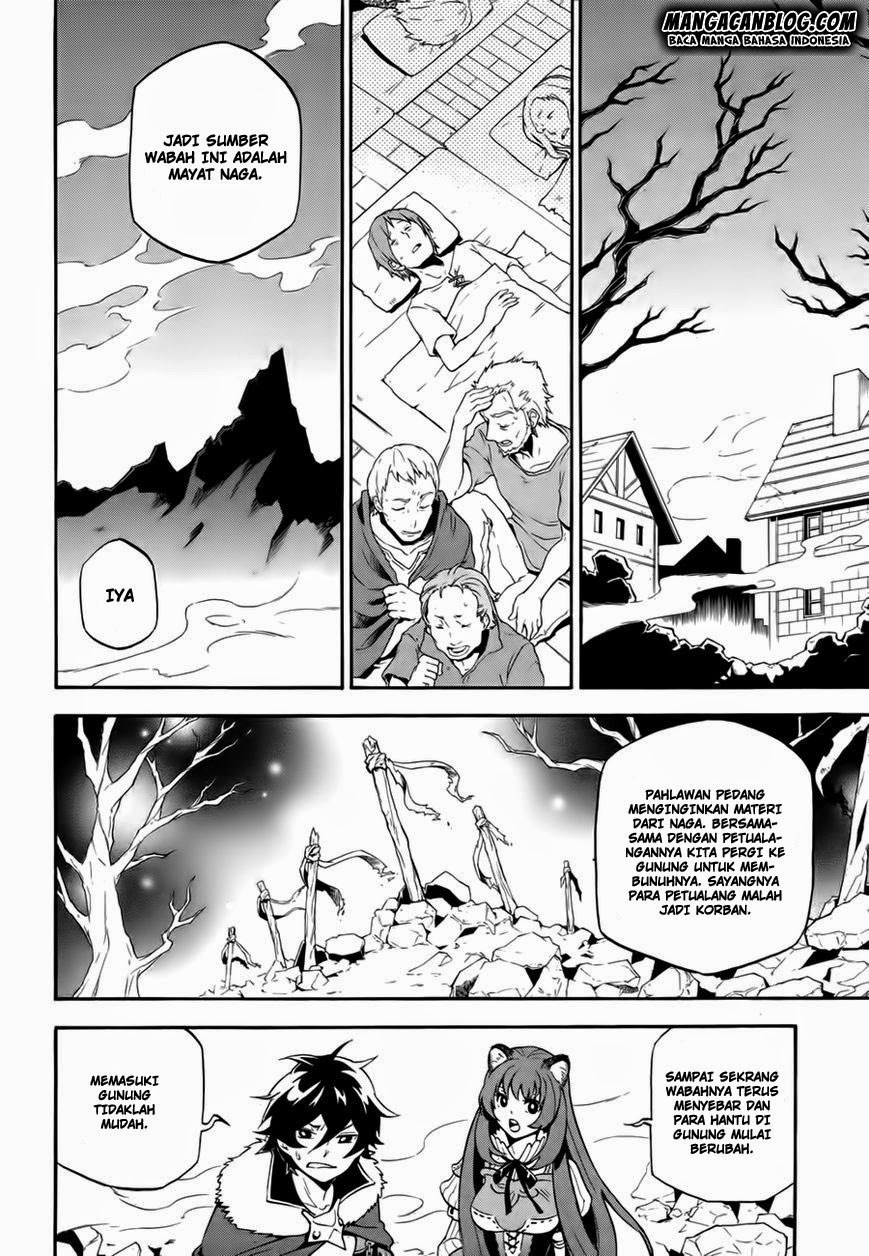 MANGACANBLOG.COM
BACA MANGA BAHASA INDONESIA
JADI SUMBER
WABAH INI ADALAH
MAYAT NAGA.
IYA
PAHLAWAN PEDANG
MENGINGINKAN MATERI
DARI NAGA. BERSAMA-
SAMA DENGAN PETUALA-
NGANNYA KITA PERGI KE
GUNUNG UNTUK MEM-
BUNUHNYA. SAYANGNYA
PARA PETUALANG MALAH
JADI KORBAN.
SAMPAI SEKRANG
WABAHNYA TERUS
MENYEBAR DAN
PARA HANTU DI
GUNUNG MULAI
BERUBAH.
MEMASUKI
GUNUNG
TIDAKLAH
MUDAH.